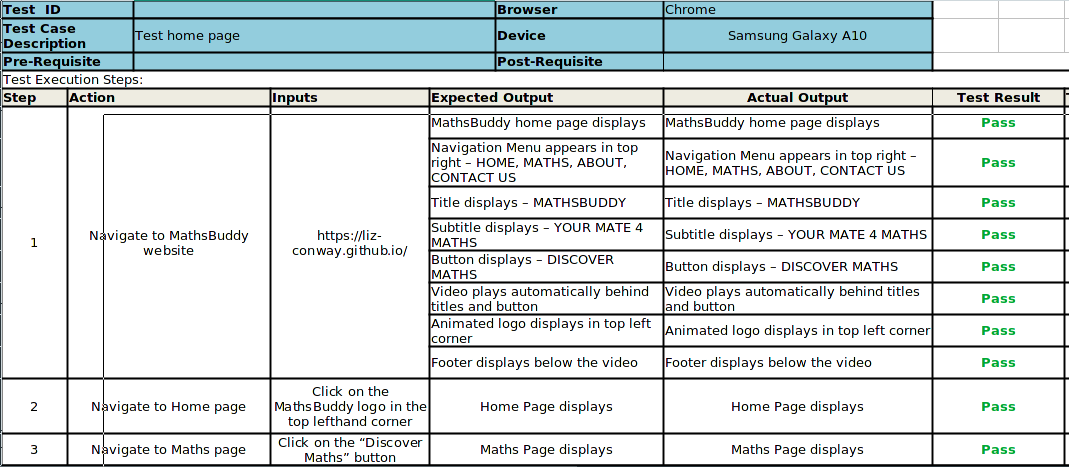 Test  ID Browser Chrome
Test Case Description Test home page Device Samsung Galaxy A10
Pre-Requisite Post-Requisite
Test Execution Steps:
Step Action Inputs Expected Output Actual Output Test Result
1
Navigate to MathsBuddy
website
https://liz-
conway.github.io/
MathsBuddy home page displays
MathsBuddy home page displays
Pass
Navigation Menu appears in top
right – HOME, MATHS, ABOUT,
CONTACT US
Navigation Menu appears in top right –
HOME, MATHS, ABOUT, CONTACT US
Pass
Title displays – MATHSBUDDY
Title displays – MATHSBUDDY
Pass
Subtitle displays – YOUR MATE 4
MATHS
Subtitle displays – YOUR MATE 4 MATHS
Pass
Button displays – DISCOVER
MATHS
Button displays – DISCOVER MATHS
Pass
Video plays automatically behind
titles and button
Video plays automatically behind titles
and button
Pass
Animated logo displays in top left
corner
Animated logo displays in top left corner
Pass
Footer displays below the video
Footer displays below the video
Pass
2
Navigate to Home page
Click on the
MathsBuddy logo in the
top lefthand corner
Home Page displays
Home Page displays
Pass
3
Navigate to Maths page
Click on the “Discover
Maths” button
Maths Page displays
Maths Page displays
Pass